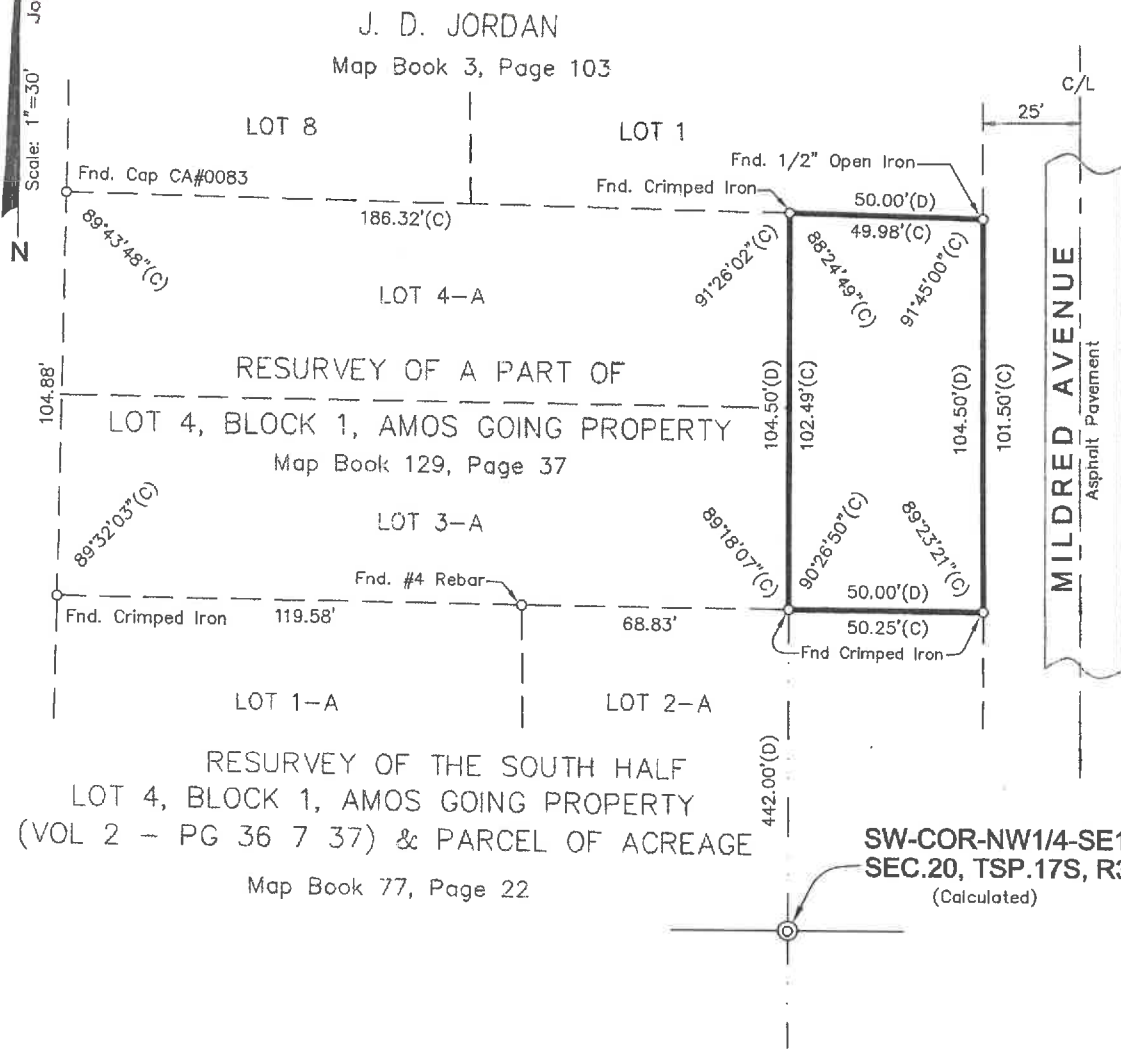 Jo
Scale: 1"=30'
N
J. D. JORDAN
Map Book 3, Page 103
C/L
25'
LOT 8
LOT 1
Fnd. 1/2" Open Iron
Fnd. Cap CA#0083
Fnd. Crimped Iron
50.00'(D)
186.32'(C)
49.98'(C)
89°43'48"(C)
91°26'02"(C)
88°24'49"(C)
91°45'00"(C)
LOT 4-A
RESURVEY OF A PART OF
LOT 4, BLOCK 1, AMOS GOING PROPERTY
Map Book 129, Page 37
104.88'
104.50'(D)
102.49'(C)
104.50'(D)
101.50'(C)
MILDRED AVENUE
Asphalt Pavement
LOT 3-A
89°32'03"(C)
89°18'07"(C)
90°26'50"(C)
89°23'21"(C)
Fnd. #4 Rebar
50.00'(D)
Fnd. Crimped Iron
119.58'
68.83'
50.25'(C)
Fnd Crimped Iron
LOT 1-A
LOT 2-A
RESURVEY OF THE SOUTH HALF
LOT 4, BLOCK 1, AMOS GOING PROPERTY
(VOL 2 - PG 36 7 37) & PARCEL OF ACREAGE
Map Book 77, Page 22
442.00'(D)
SW-COR-NW1/4-SE1
SEC.20, TSP.17S, R3
(Calculated)